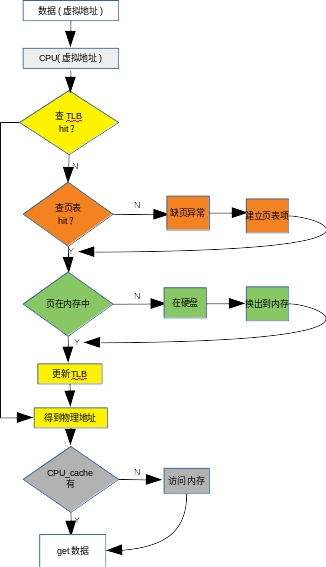 数据 ( 虚拟地址 )
CPU( 虚拟地址 )
查 TLB
hit ?
N
查页表
hit ?
N
缺页异常
建立页表项
Y
页在内存中
N
在硬盘
换出到内存
Y
更新 TLB
得到物理地址
CPU_cache
有
N
访问内存
Y
get 数据